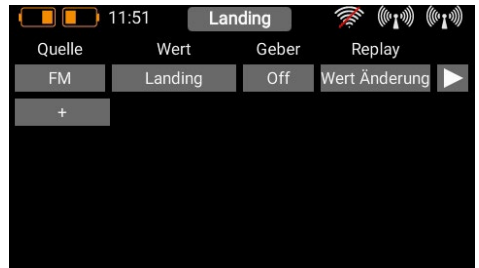 11:51 Landing
Quelle Wert Geber Replay
FM Landing Off Wert Änderung
+